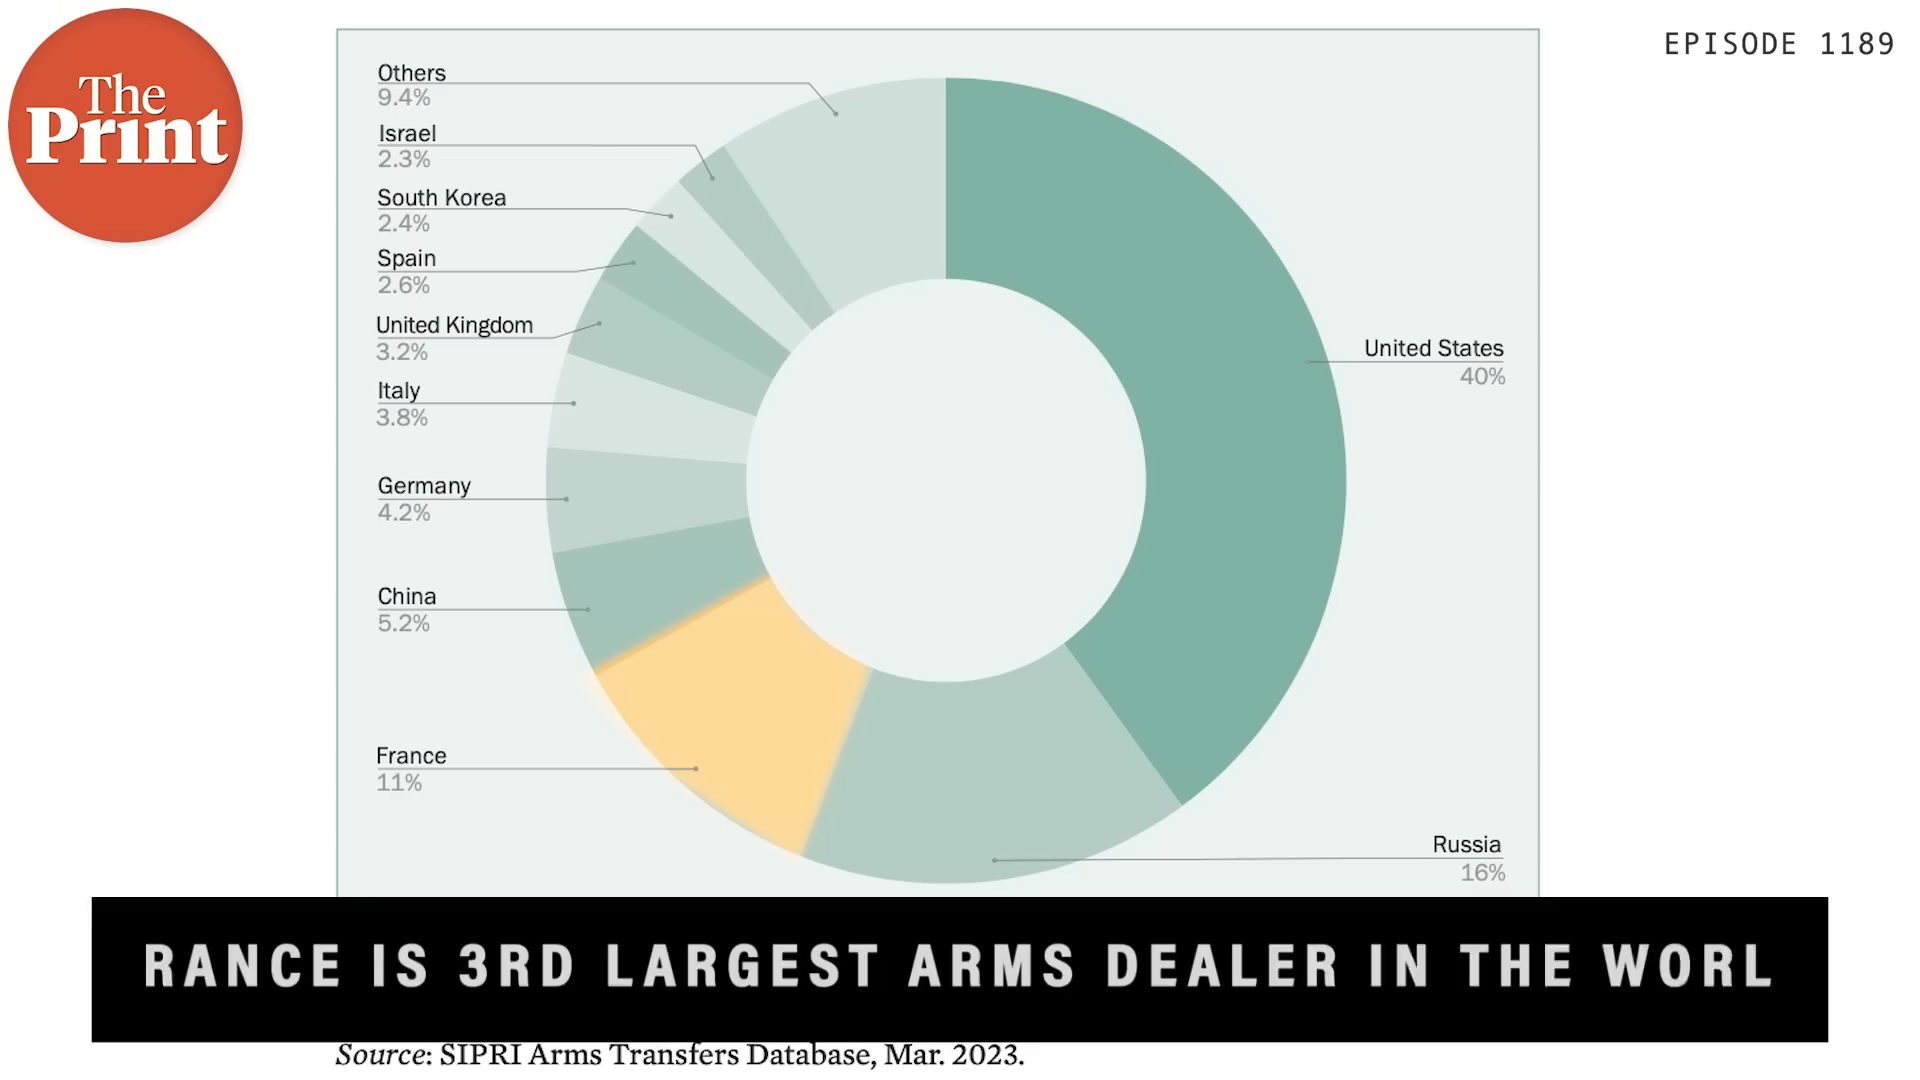 The
Print
EPISODE 1189
Others
9.4%
Israel
2.3%
South Korea
2.4%
Spain
2.6%
United Kingdom
3.2%
Italy
3.8%
Germany
4.2%
China
5.2%
France
11%
United States
40%
Russia
16%
RANCE IS 3RD LARGEST ARMS DEALER IN THE WORL
Source: SIPRI Arms Transfers Database, Mar. 2023.